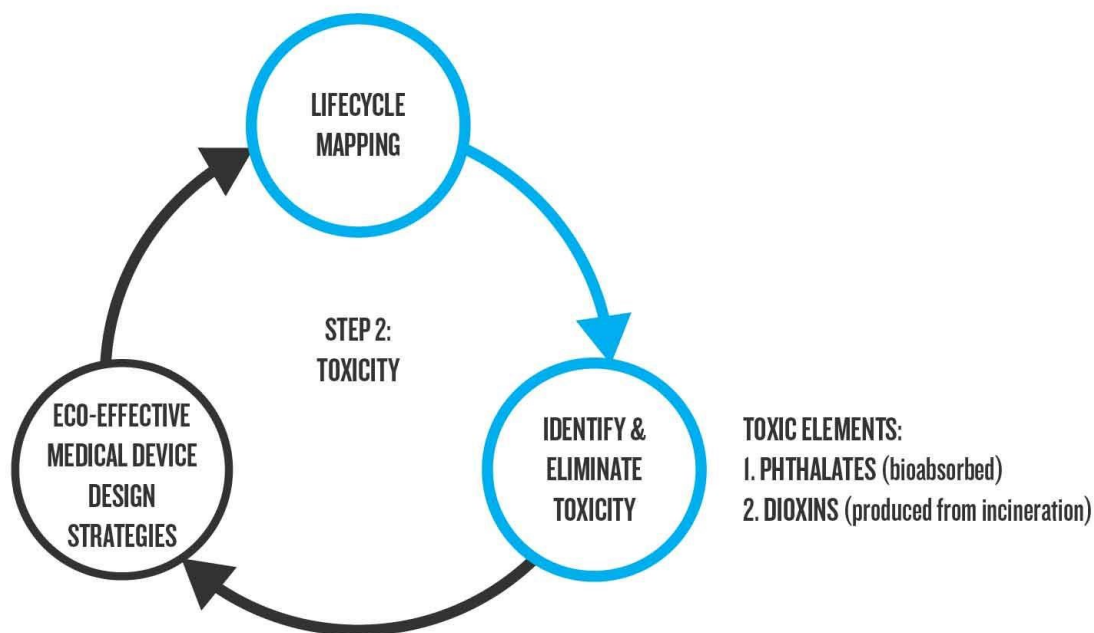 LIFECYCLE
MAPPING
STEP 2:
TOXICITY
ECO-EFFECTIVE
MEDICAL DEVICE
DESIGN
STRATEGIES
IDENTIFY &
ELIMINATE
TOXICITY
TOXIC ELEMENTS:
1. PHTHALATES (bioabsorbed)
2. DIOXINS (produced from incineration)